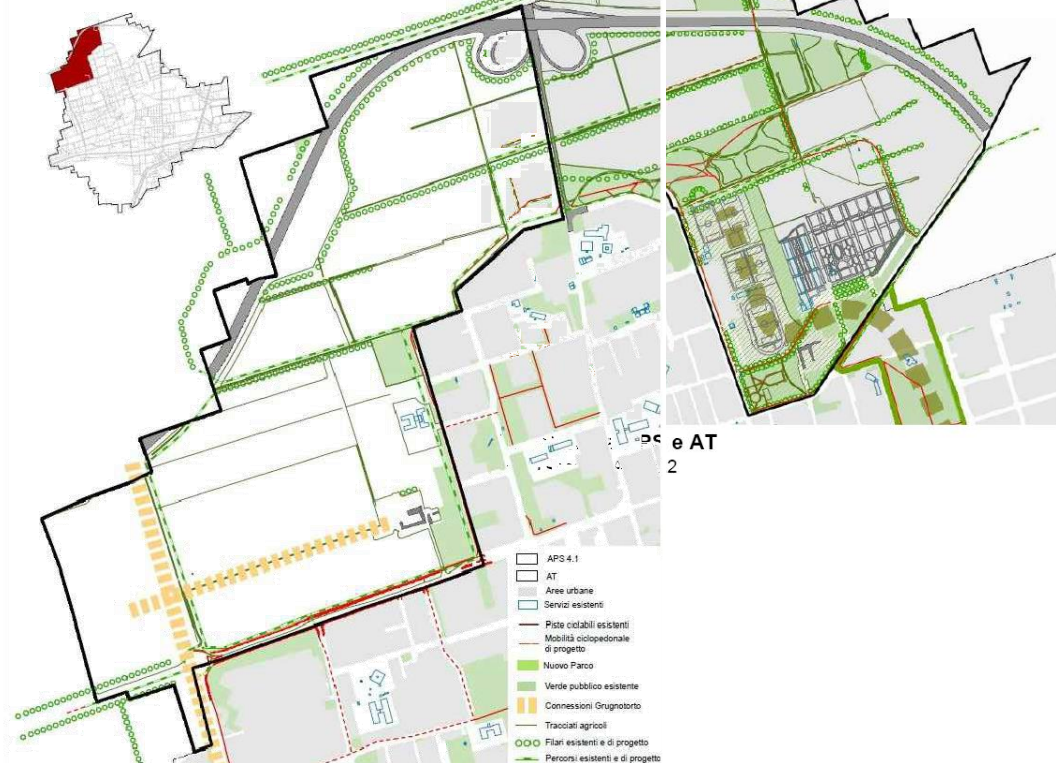 e AT
2
APS 4.1
AT
Aree urbane
Servizi esistenti
Piste ciclabili esistenti
Mobilità ciclopedonale
di progetto
Nuovo Parco
Verde pubblico esistente
Connessioni Grugnotorto
Tracciati agricoli
Filari esistenti e di progetto
Percorsi esistenti e di progetto